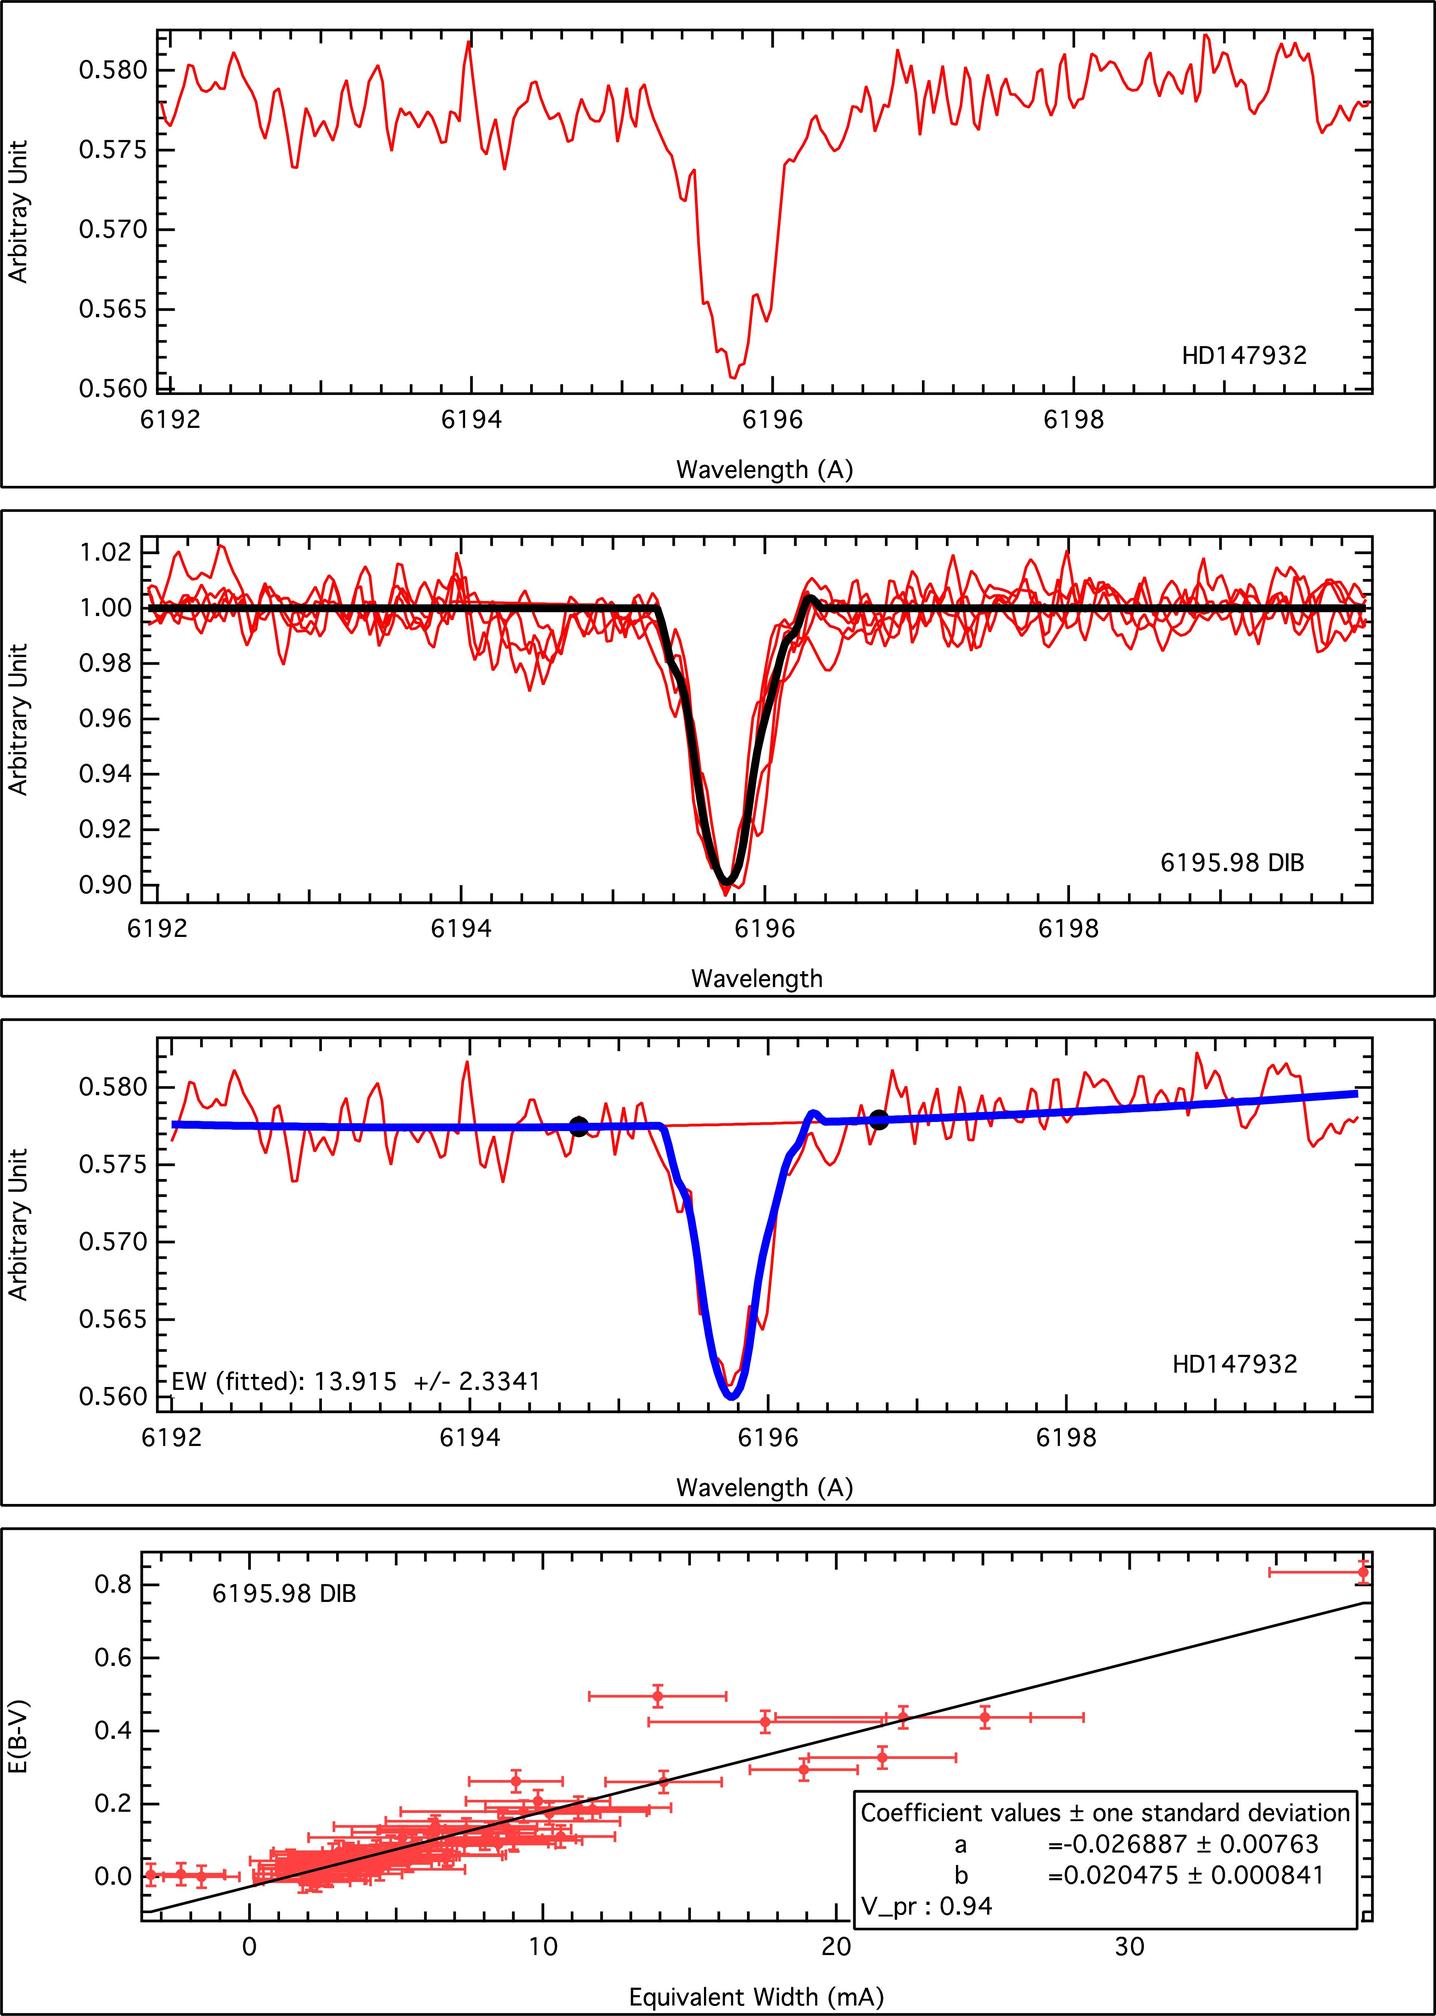 0.580
0.575
0.570
0.565
0.560
Arbitray Unit
HD147932
6192 6194 6196 6198
Wavelength (A)
1.02
1.00
0.98
0.96
0.94
0.92
0.90
Arbitrary Unit
6195.98 DIB
6192 6194 6196 6198
Wavelength
0.580
0.575
0.570
0.565
0.560
Arbitrary Unit
HD147932
EW (fitted): 13.915 +/- 2.3341
6192 6194 6196 6198
Wavelength (A)
6195.98 DIB
0.8
0.6
0.4
0.2
0.0
E(B-V)
Coefficient values ± one standard deviation
a =-0.026887 ± 0.00763
b =0.020475 ± 0.000841
V_pr : 0.94
0 10 20 30
Equivalent Width (mA)